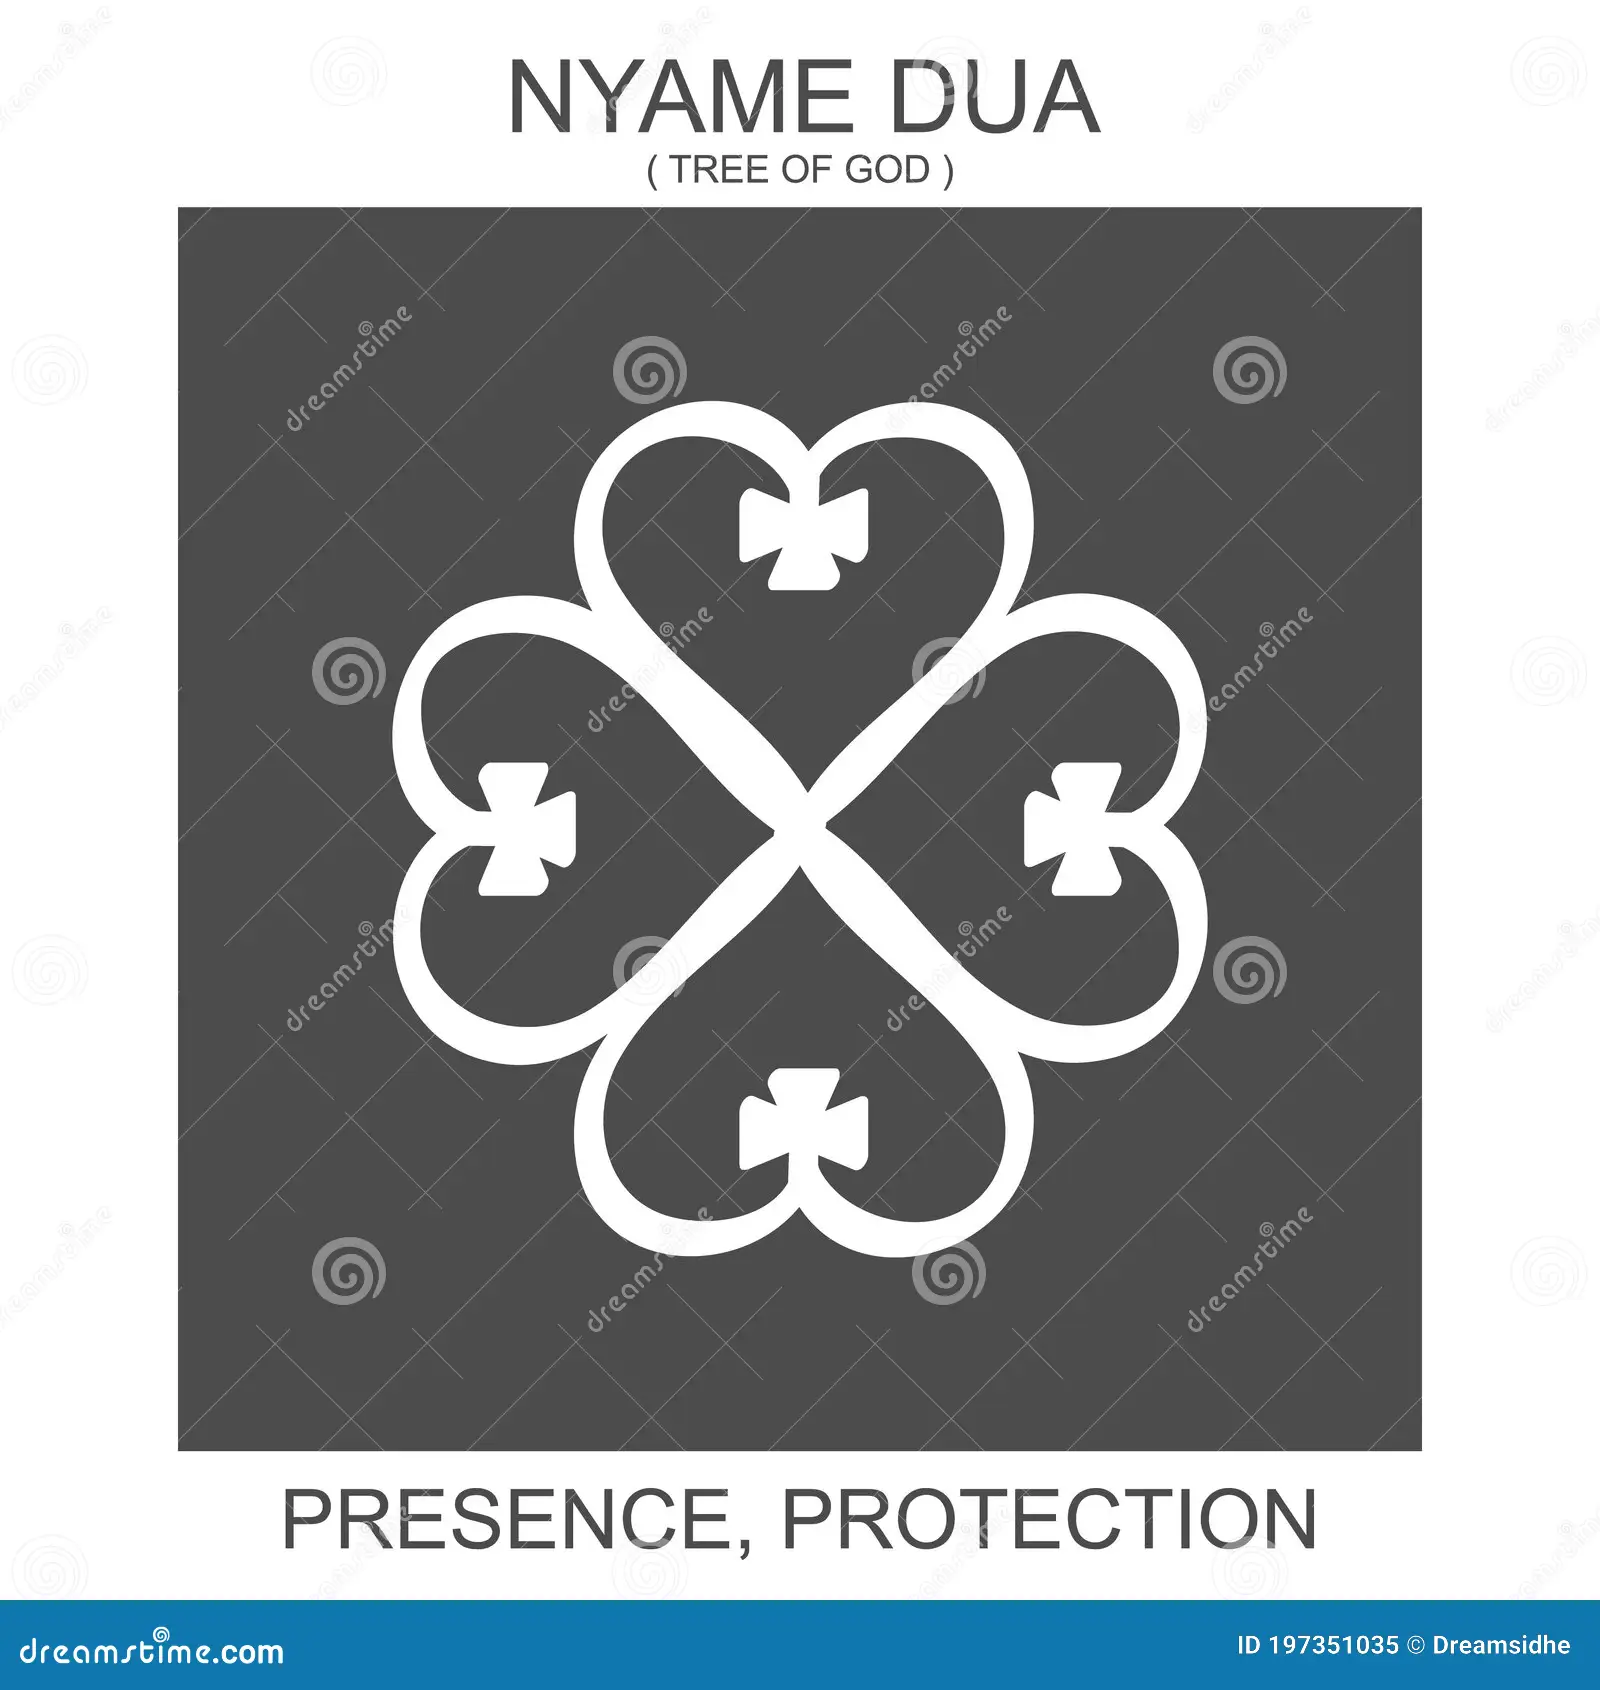 NYAME DUA
( TREE OF GOD )
PRESENCE, PROTECTION
dreamstime.com
ID 197351035 © Dreamsidhe